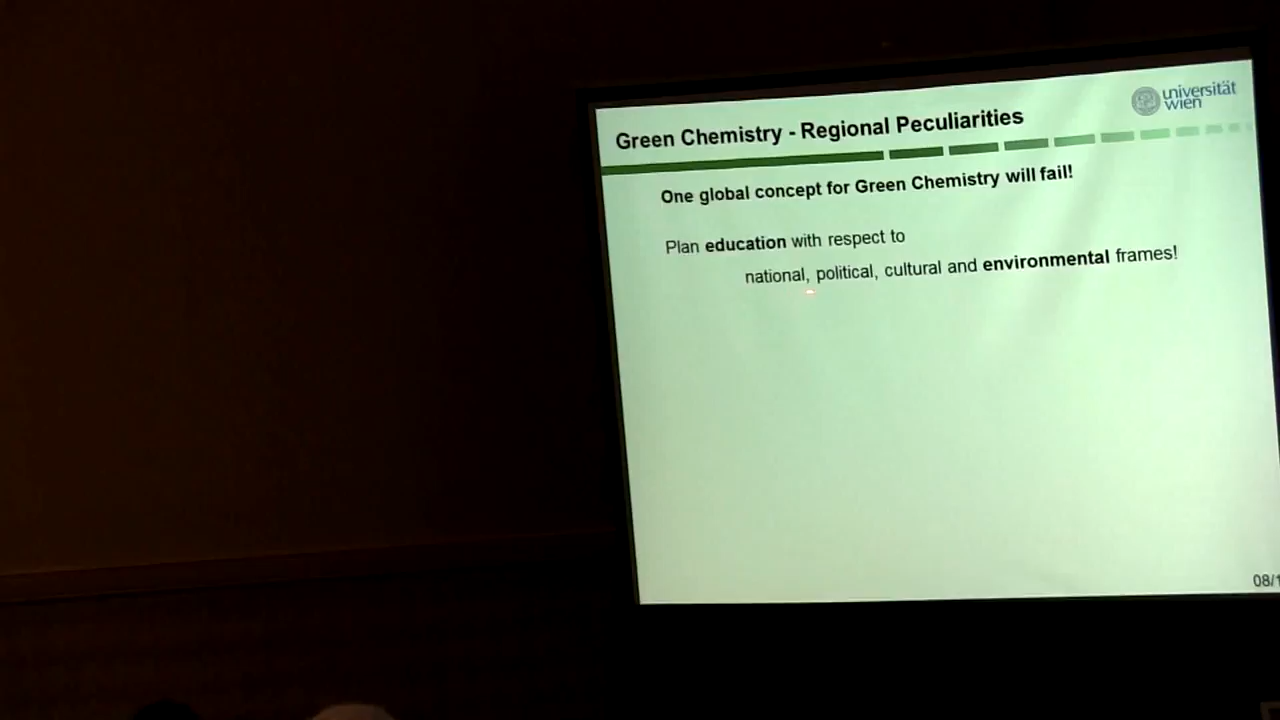 universität
wien
Green Chemistry - Regional Peculiarities
One global concept for Green Chemistry will fail!
Plan education with respect to
national, political, cultural and environmental frames!
08/1